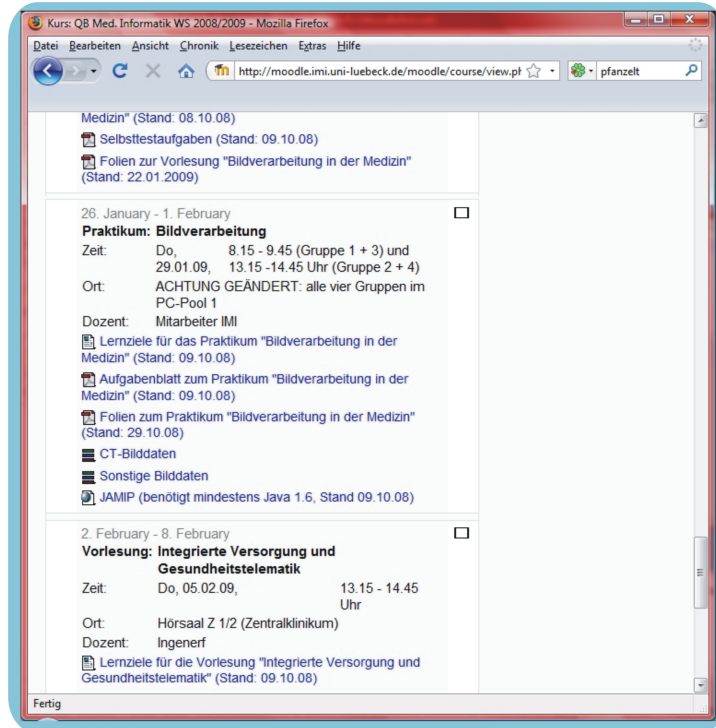 Kurs: QB Med. Informatik WS 2008/2009 - Mozilla Firefox
Datei Bearbeiten Ansicht Chronik Lesezeichen Extras Hilfe
http://moodle.imi.uni-luebeck.de/moodle/course/view.ph pfanzelt
Medizin" (Stand: 08.10.08)
Selbsttestaufgaben (Stand: 09.10.08)
Folien zur Vorlesung "Bildverarbeitung in der Medizin"
(Stand: 22.01.2009)
26. January - 1. February
Praktikum: Bildverarbeitung
Zeit: Do, 8.15 - 9.45 (Gruppe 1 + 3) und
29.01.09, 13.15 -14.45 Uhr (Gruppe 2 + 4)
Ort: ACHTUNG GEÄNDERT: alle vier Gruppen im
PC-Pool 1
Dozent: Mitarbeiter IMI
Lernziele für das Praktikum "Bildverarbeitung in der
Medizin" (Stand: 09.10.08)
Aufgabenblatt zum Praktikum "Bildverarbeitung in der
Medizin" (Stand: 09.10.08)
Folien zum Praktikum "Bildverarbeitung in der Medizin"
(Stand: 29.10.08)
CT-Bilddaten
Sonstige Bilddaten
JAMIP (benötigt mindestens Java 1.6, Stand 09.10.08)
2. February - 8. February
Vorlesung: Integrierte Versorgung und
Gesundheitstelematik
Zeit: Do, 05.02.09, 13.15 - 14.45
Uhr
Ort: Hörsaal Z 1/2 (Zentralklinikum)
Dozent: Ingenerf
Lernziele für die Vorlesung "Integrierte Versorgung und
Gesundheitstelematik" (Stand: 09.10.08)
Fertig